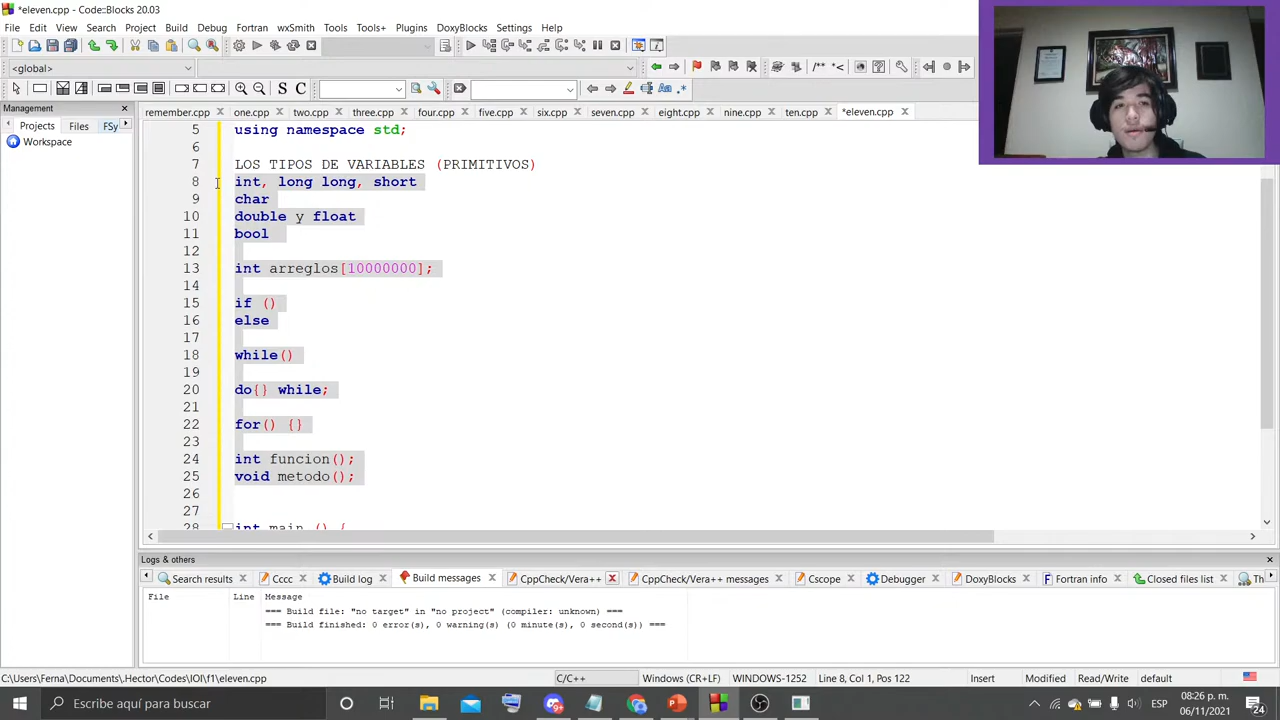 *eleven.cpp - Code::Blocks 20.03
File Edit View Search Project Build Debug Fortran wxSmith Tools Tools+ Plugins DoxyBlocks Settings Help
<global>
/** *<
S C
Aa .*
Management
Projects Files FSy
Workspace
remember.cpp one.cpp two.cpp three.cpp four.cpp five.cpp six.cpp seven.cpp eight.cpp nine.cpp ten.cpp *eleven.cpp
5 using namespace std;
6
7 LOS TIPOS DE VARIABLES (PRIMITIVOS)
8 int, long long, short
9 char
10 double y float
11 bool
12
13 int arreglos[10000000];
14
15 if ()
16 else
17
18 while()
19
20 do{} while;
21
22 for() {}
23
24 int funcion();
25 void metodo();
26
27
28 int main () {
Logs & others
Search results Cccc Build log Build messages CppCheck/Vera++ CppCheck/Vera++ messages Cscope Debugger DoxyBlocks Fortran info Closed files list Th
File Line Message
=== Build file: "no target" in "no project" (compiler: unknown) ===
=== Build finished: 0 error(s), 0 warning(s) (0 minute(s), 0 second(s)) ===
C:\Users\Ferna\Documents\.Hector\Codes\IOI\f1\eleven.cpp C/C++ Windows (CR+LF) WINDOWS-1252 Line 8, Col 1, Pos 122 Insert Modified Read/Write default
Escribe aquí para buscar
ESP
08:26 p. m.
06/11/2021
24